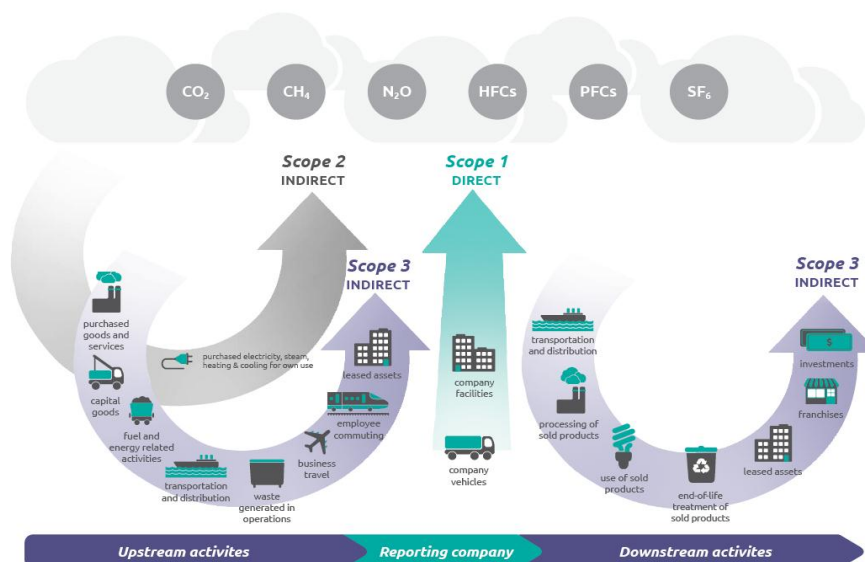 CO₂
CH₄
N₂O
HFCs
PFCs
SF₆
Scope 2
INDIRECT
Scope 1
DIRECT
Scope 3
INDIRECT
Scope 3
INDIRECT
purchased
goods and
services
capital
goods
fuel and
energy related
activities
purchased electricity, steam,
heating & cooling for own use
transportation
and distribution
waste
generated in
operations
business
travel
employee
commuting
leased assets
company
facilities
company
vehicles
transportation
and distribution
processing of
sold products
use of sold
products
end-of-life
treatment of
sold products
leased assets
franchises
$
investments
Upstream activites
Reporting company
Downstream activites